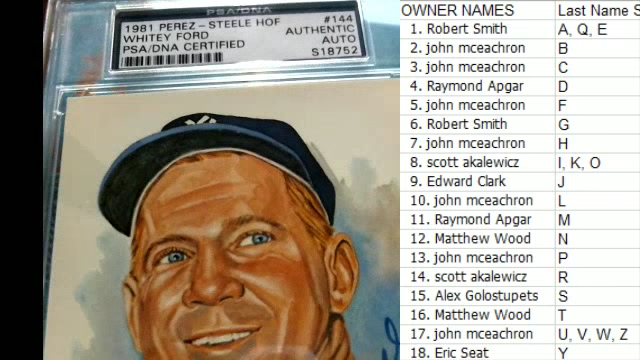 PSA/DNA
1981 PEREZ-STEELE HOF #144
WHITEY FORD AUTHENTIC
PSA/DNA CERTIFIED AUTO
S18752
NY
OWNER NAMES Last Name S
1. Robert Smith A, Q, E
2. john mceachron B
3. john mceachron C
4. Raymond Apgar D
5. john mceachron F
6. Robert Smith G
7. john mceachron H
8. scott akalewicz I, K, O
9. Edward Clark J
10. john mceachron L
11. Raymond Apgar M
12. Matthew Wood N
13. john mceachron P
14. scott akalewicz R
15. Alex Golostupets S
16. Matthew Wood T
17. john mceachron U, V, W, Z
18. Eric Seat Y